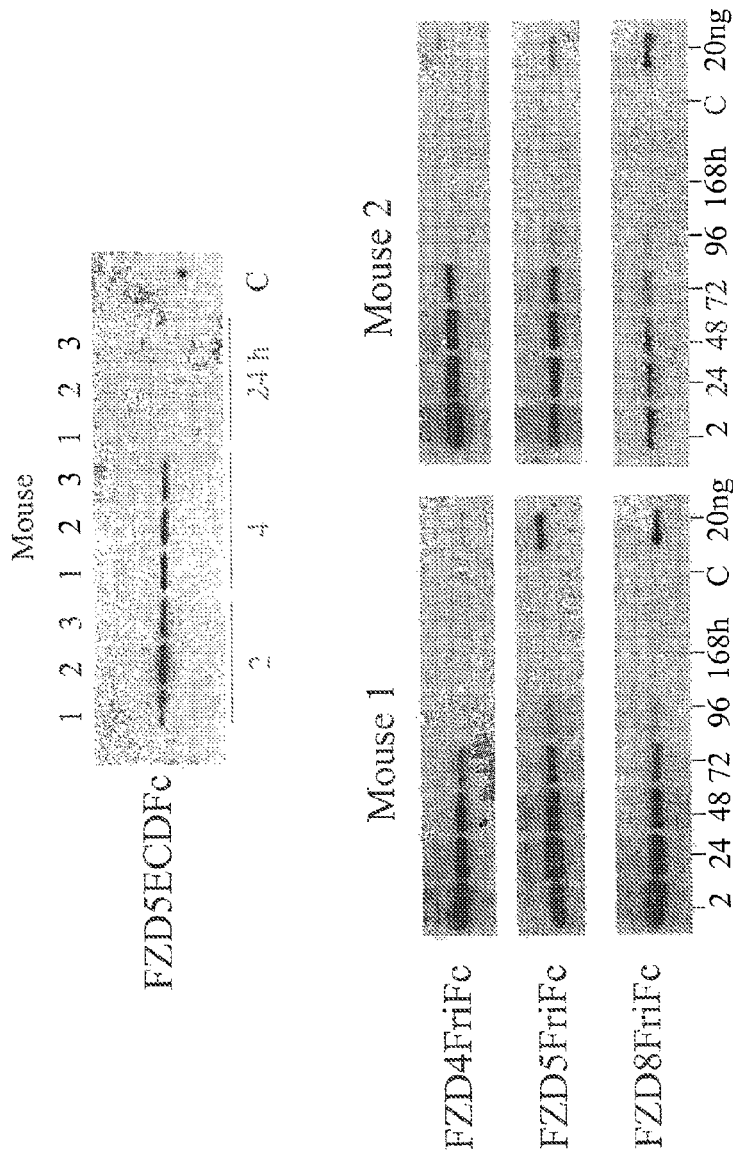 Mouse
1 2 3 1 2 3 1 2 3
FZD5ECDFc
2 4 24 h C
Mouse 1 Mouse 2
FZD4FriFc
FZD5FriFc
FZD8FriFc
2 24 48 72 96 168h C 20ng 2 24 48 72 96 168h C 20ng